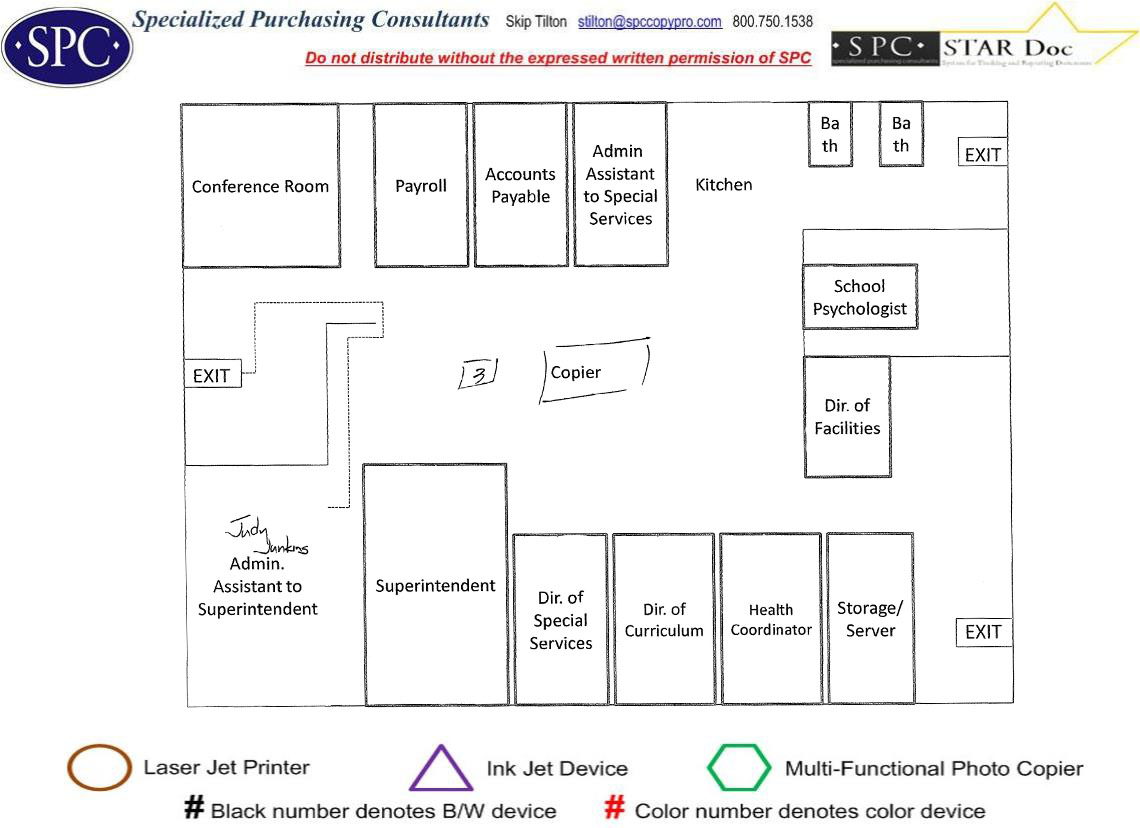 SPC
Specialized Purchasing Consultants Skip Tilton stilton@spccopypro.com 800.750.1538
Do not distribute without the expressed written permission of SPC
SPC
specialized purchasing consultants
STAR Doc
System for Tracking and Reporting Documents
Conference Room
Payroll
Accounts
Payable
Admin
Assistant
to Special
Services
Kitchen
Ba
th
Ba
th
EXIT
School
Psychologist
EXIT
3
Copier
Dir. of
Facilities
Judy
Junkins
Admin.
Assistant to
Superintendent
Superintendent
Dir. of
Special
Services
Dir. of
Curriculum
Health
Coordinator
Storage/
Server
EXIT
Laser Jet Printer
Ink Jet Device
Multi-Functional Photo Copier
# Black number denotes B/W device
# Color number denotes color device